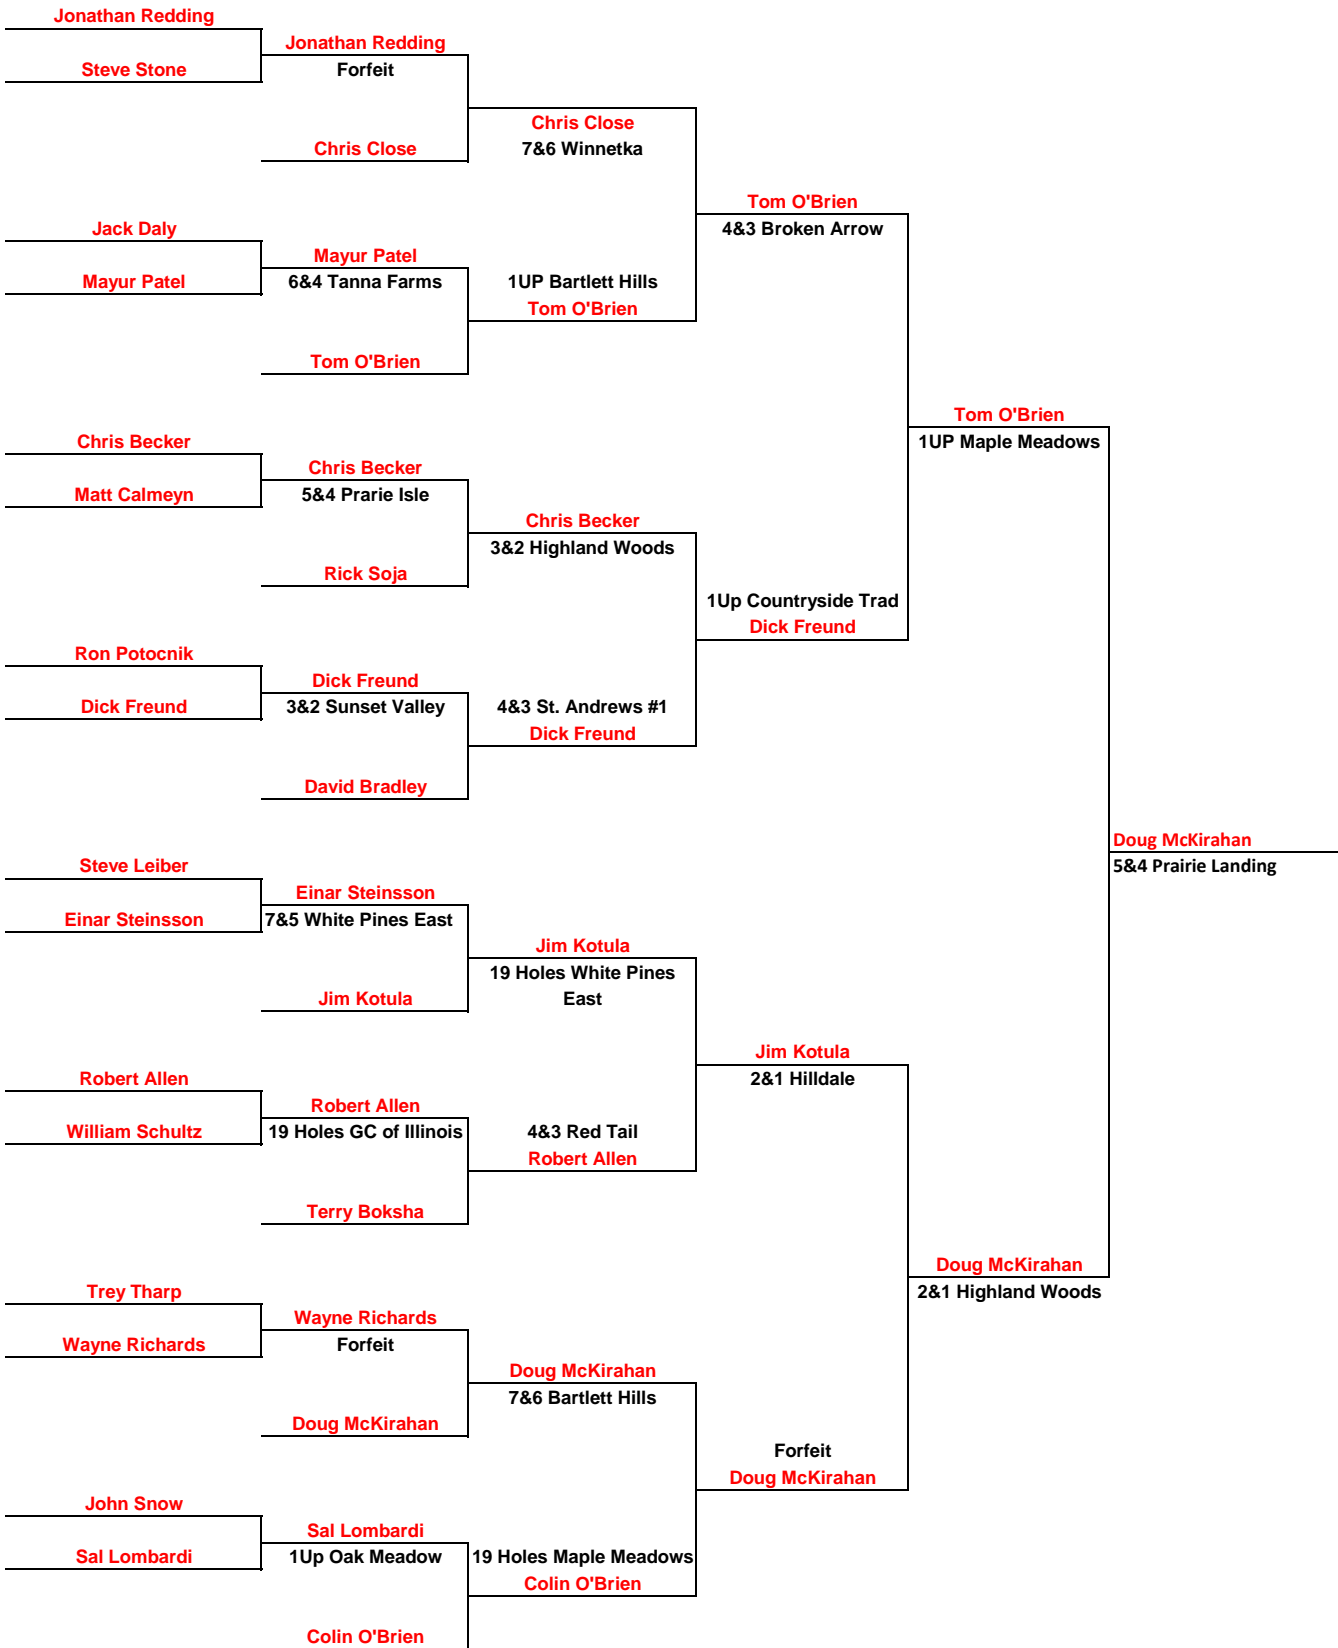 Jonathan Redding
Jonathan Redding
Steve Stone
Forfeit
Chris Close
Chris Close
7&6 Winnetka
Tom O'Brien
Jack Daly
4&3 Broken Arrow
Mayur Patel
Mayur Patel
6&4 Tanna Farms
1UP Bartlett Hills
Tom O'Brien
Tom O'Brien
Tom O'Brien
Chris Becker
1UP Maple Meadows
Chris Becker
Matt Calmeyn
5&4 Prarie Isle
Chris Becker
3&2 Highland Woods
Rick Soja
1Up Countryside Trad
Dick Freund
Ron Potocnik
Dick Freund
Dick Freund
3&2 Sunset Valley
4&3 St. Andrews #1
Dick Freund
David Bradley
Doug McKirahan
Steve Leiber
5&4 Prairie Landing
Einar Steinsson
Einar Steinsson
7&5 White Pines East
Jim Kotula
19 Holes White Pines
East
Jim Kotula
Jim Kotula
Robert Allen
2&1 Hilldale
Robert Allen
William Schultz
19 Holes GC of Illinois
4&3 Red Tail
Robert Allen
Terry Boksha
Doug McKirahan
Trey Tharp
2&1 Highland Woods
Wayne Richards
Wayne Richards
Forfeit
Doug McKirahan
7&6 Bartlett Hills
Doug McKirahan
Forfeit
Doug McKirahan
John Snow
Sal Lombardi
Sal Lombardi
1Up Oak Meadow
19 Holes Maple Meadows
Colin O'Brien
Colin O'Brien